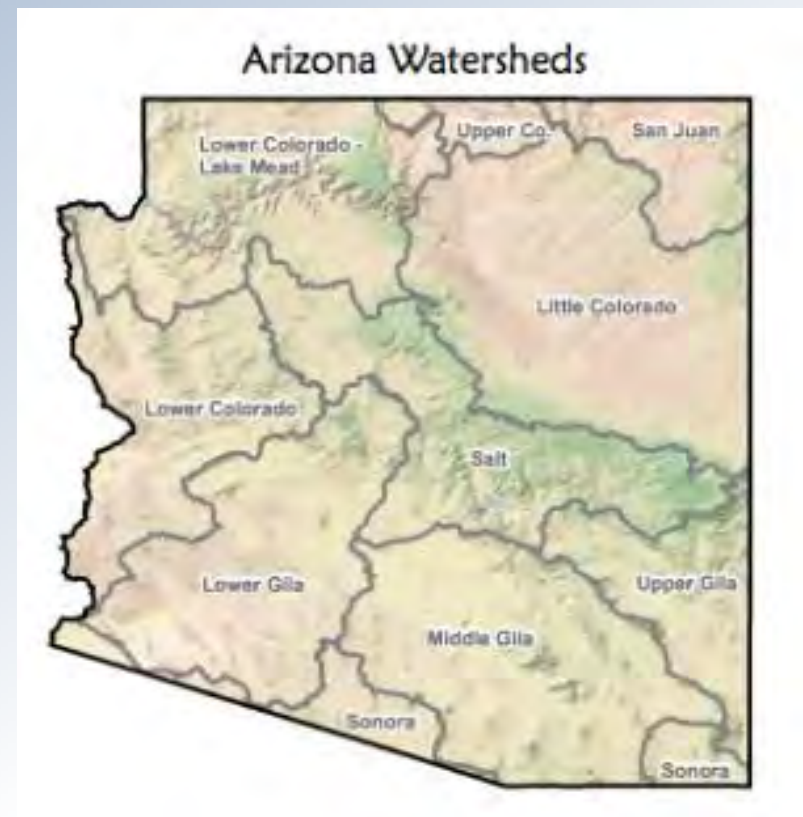 Arizona Watersheds
Lower Colorado -
Lake Mead
Upper Co.
San Juan
Little Colorado
Lower Colorado
Salt
Lower Gila
Upper Gila
Middle Gila
Sonora
Sonora